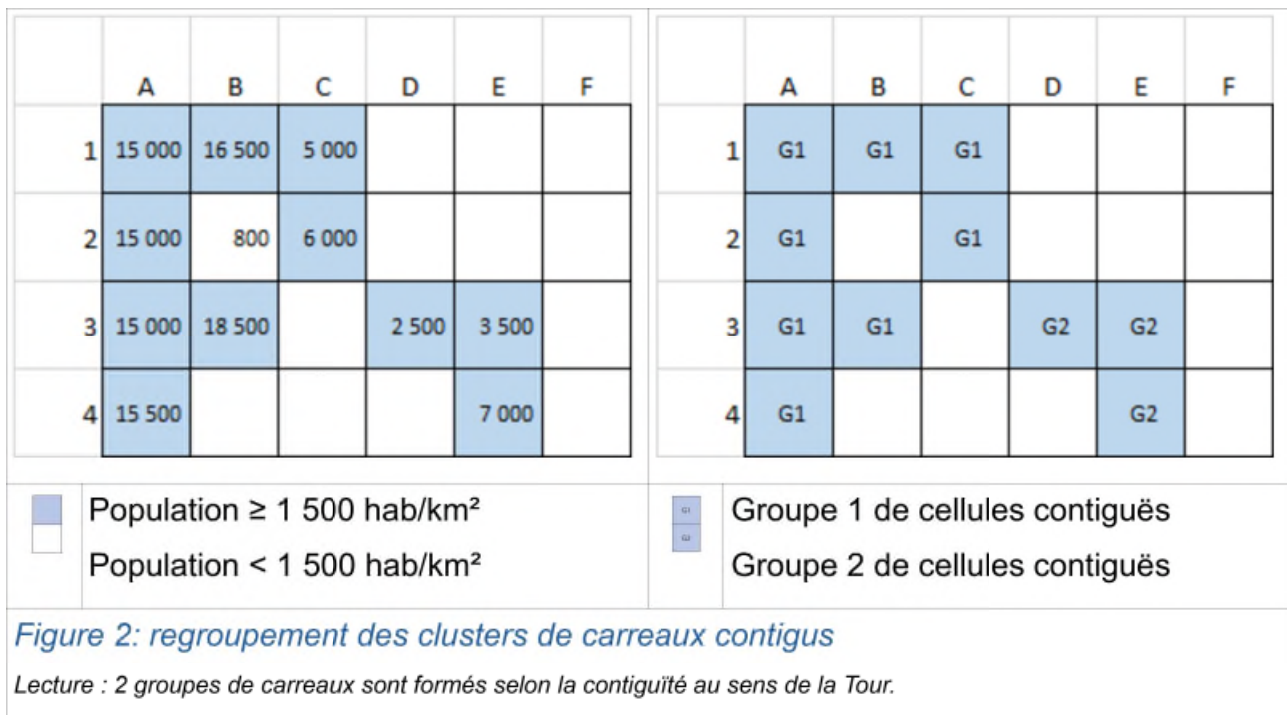 A B C D E F
1 15 000 16 500 5 000
2 15 000 800 6 000
3 15 000 18 500 2 500 3 500
4 15 500 7 000
A B C D E F
1 G1 G1 G1
2 G1 G1
3 G1 G1 G2 G2
4 G1 G2
Population ≥ 1 500 hab/km²
Population < 1 500 hab/km²
G1 Groupe 1 de cellules contiguës
G2 Groupe 2 de cellules contiguës
Figure 2: regroupement des clusters de carreaux contigus
Lecture : 2 groupes de carreaux sont formés selon la contiguïté au sens de la Tour.